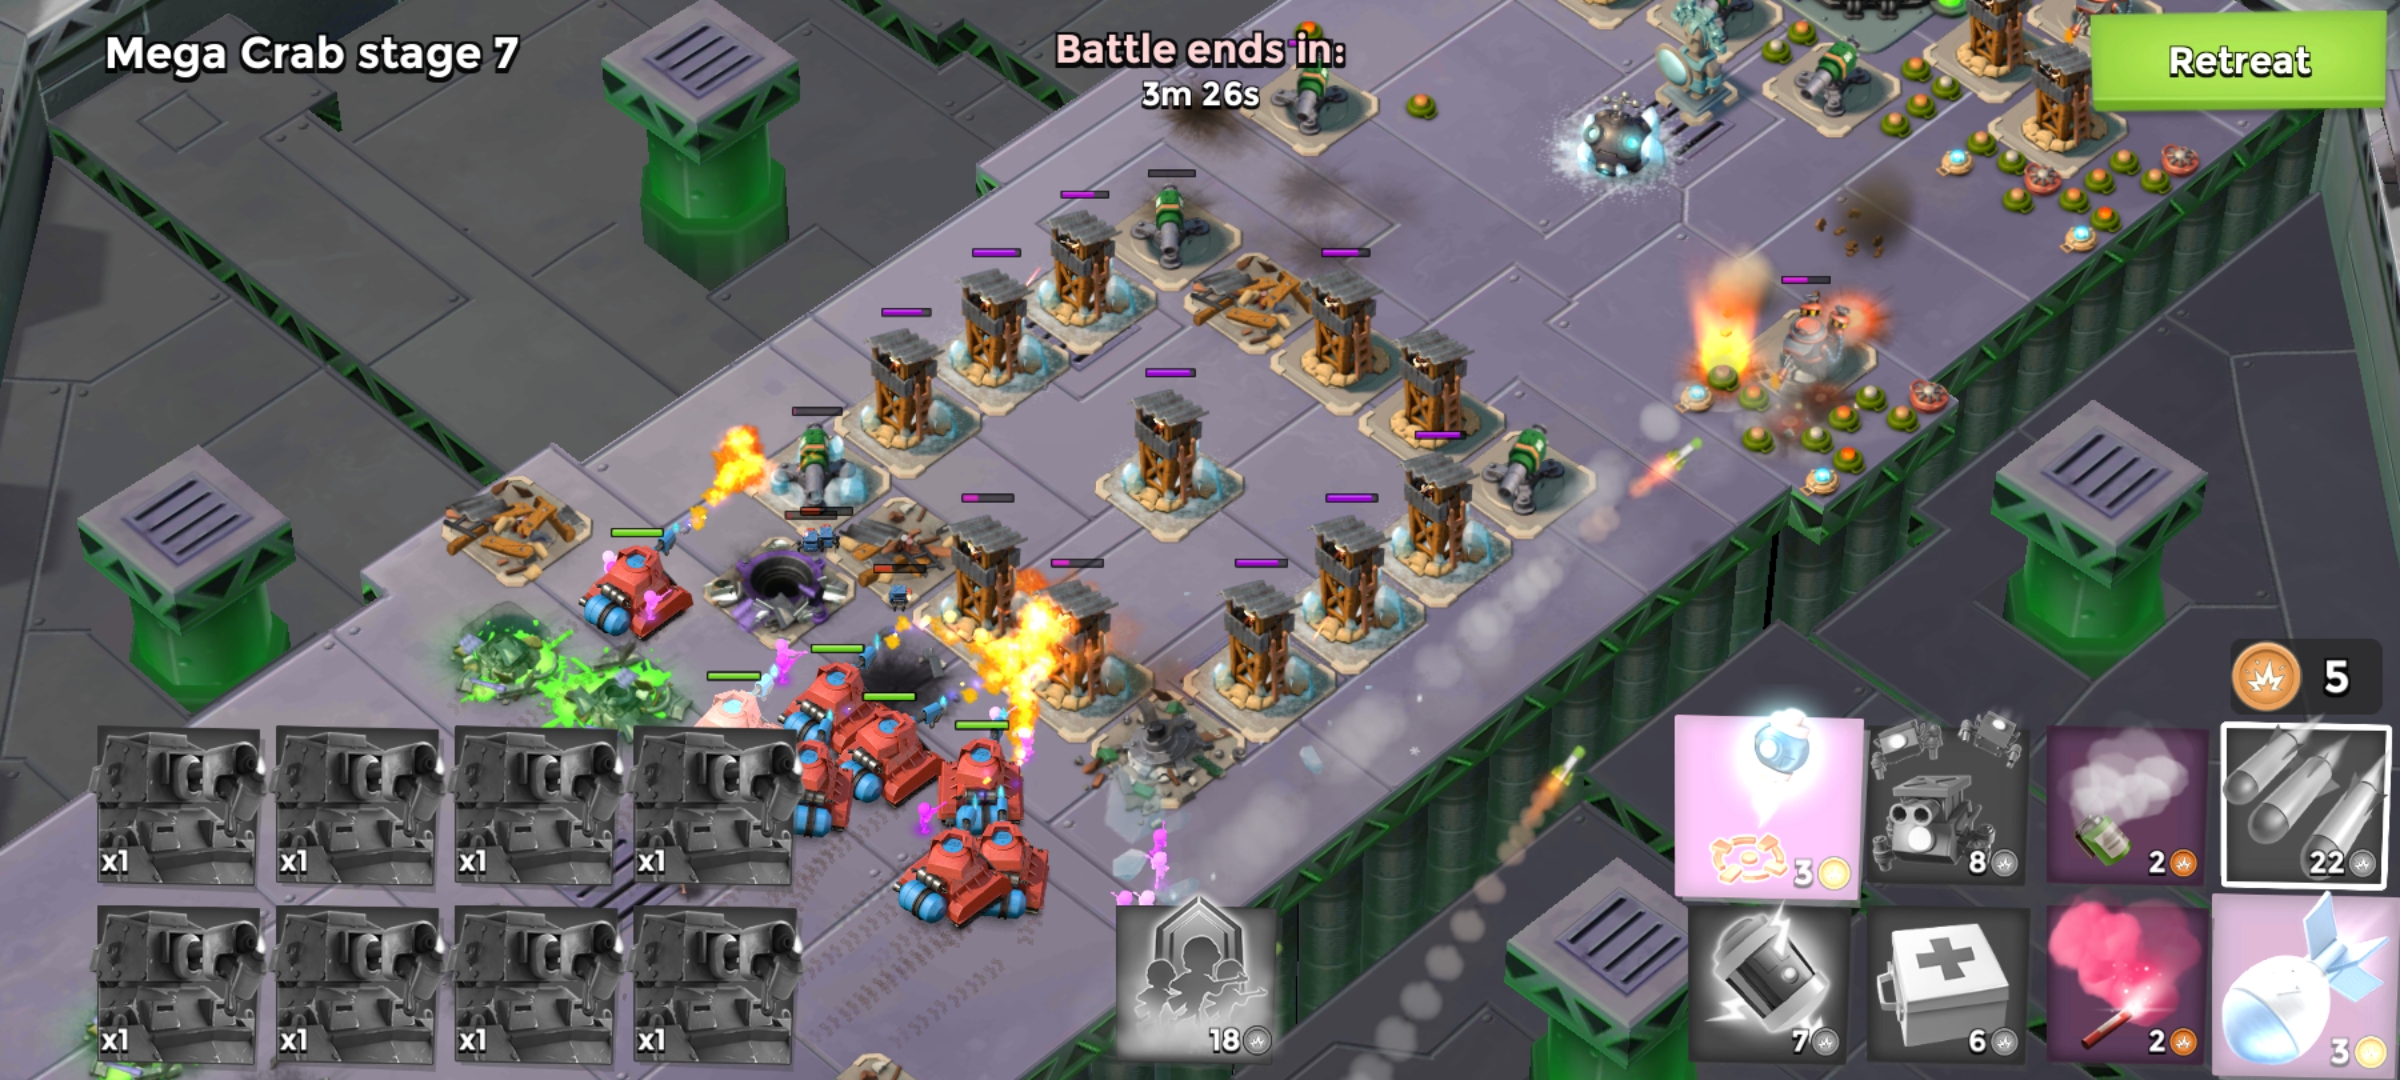 Mega Crab stage 7
Battle ends in:
3m 26s
Retreat
5
x1
x1
x1
x1
3
8
2
22
x1
x1
x1
x1
18
7
6
2
3